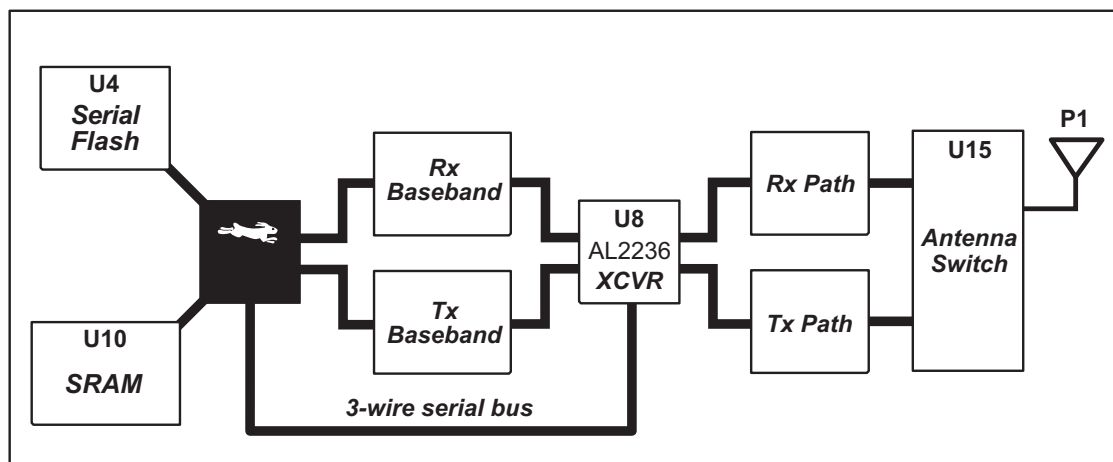 U4
Serial
Flash
U10
SRAM
Rx
Baseband
Tx
Baseband
3-wire serial bus
U8
AL2236
XCVR
Rx Path
Tx Path
U15
Antenna
Switch
P1